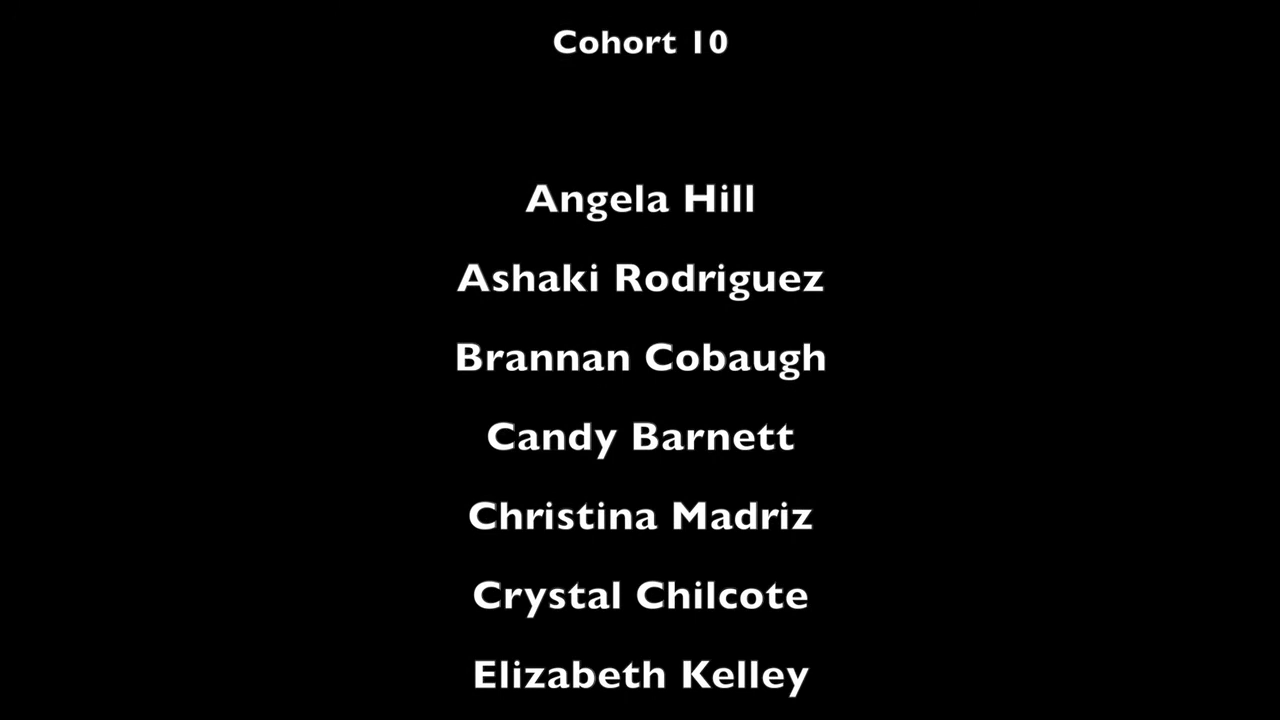 Cohort 10
Angela Hill
Ashaki Rodriguez
Brannan Cobaugh
Candy Barnett
Christina Madriz
Crystal Chilcote
Elizabeth Kelley